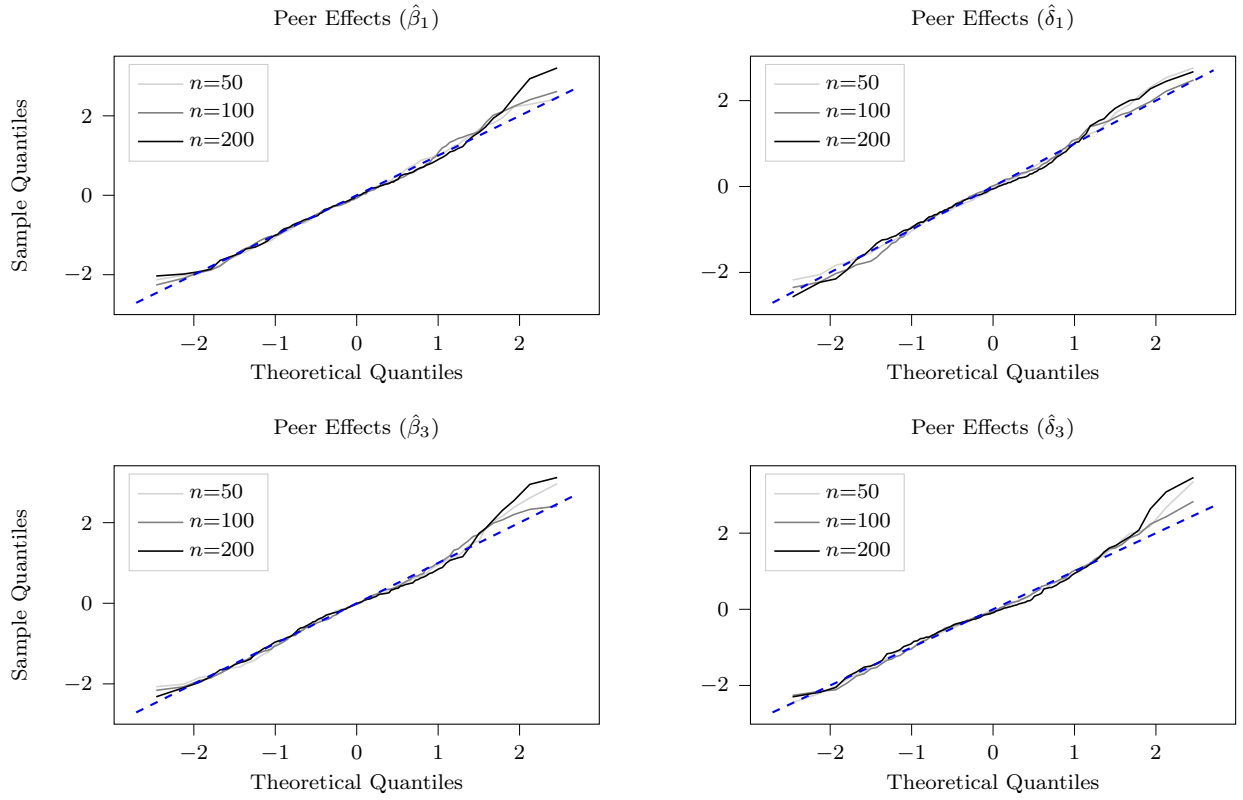 Peer Effects (β̂₁)
Sample Quantiles
n=50
n=100
n=200
2
0
−2
−2 −1 0 1 2
Theoretical Quantiles
Peer Effects (δ̂₁)
n=50
n=100
n=200
2
0
−2
−2 −1 0 1 2
Theoretical Quantiles
Peer Effects (β̂₃)
Sample Quantiles
n=50
n=100
n=200
2
0
−2
−2 −1 0 1 2
Theoretical Quantiles
Peer Effects (δ̂₃)
n=50
n=100
n=200
2
0
−2
−2 −1 0 1 2
Theoretical Quantiles